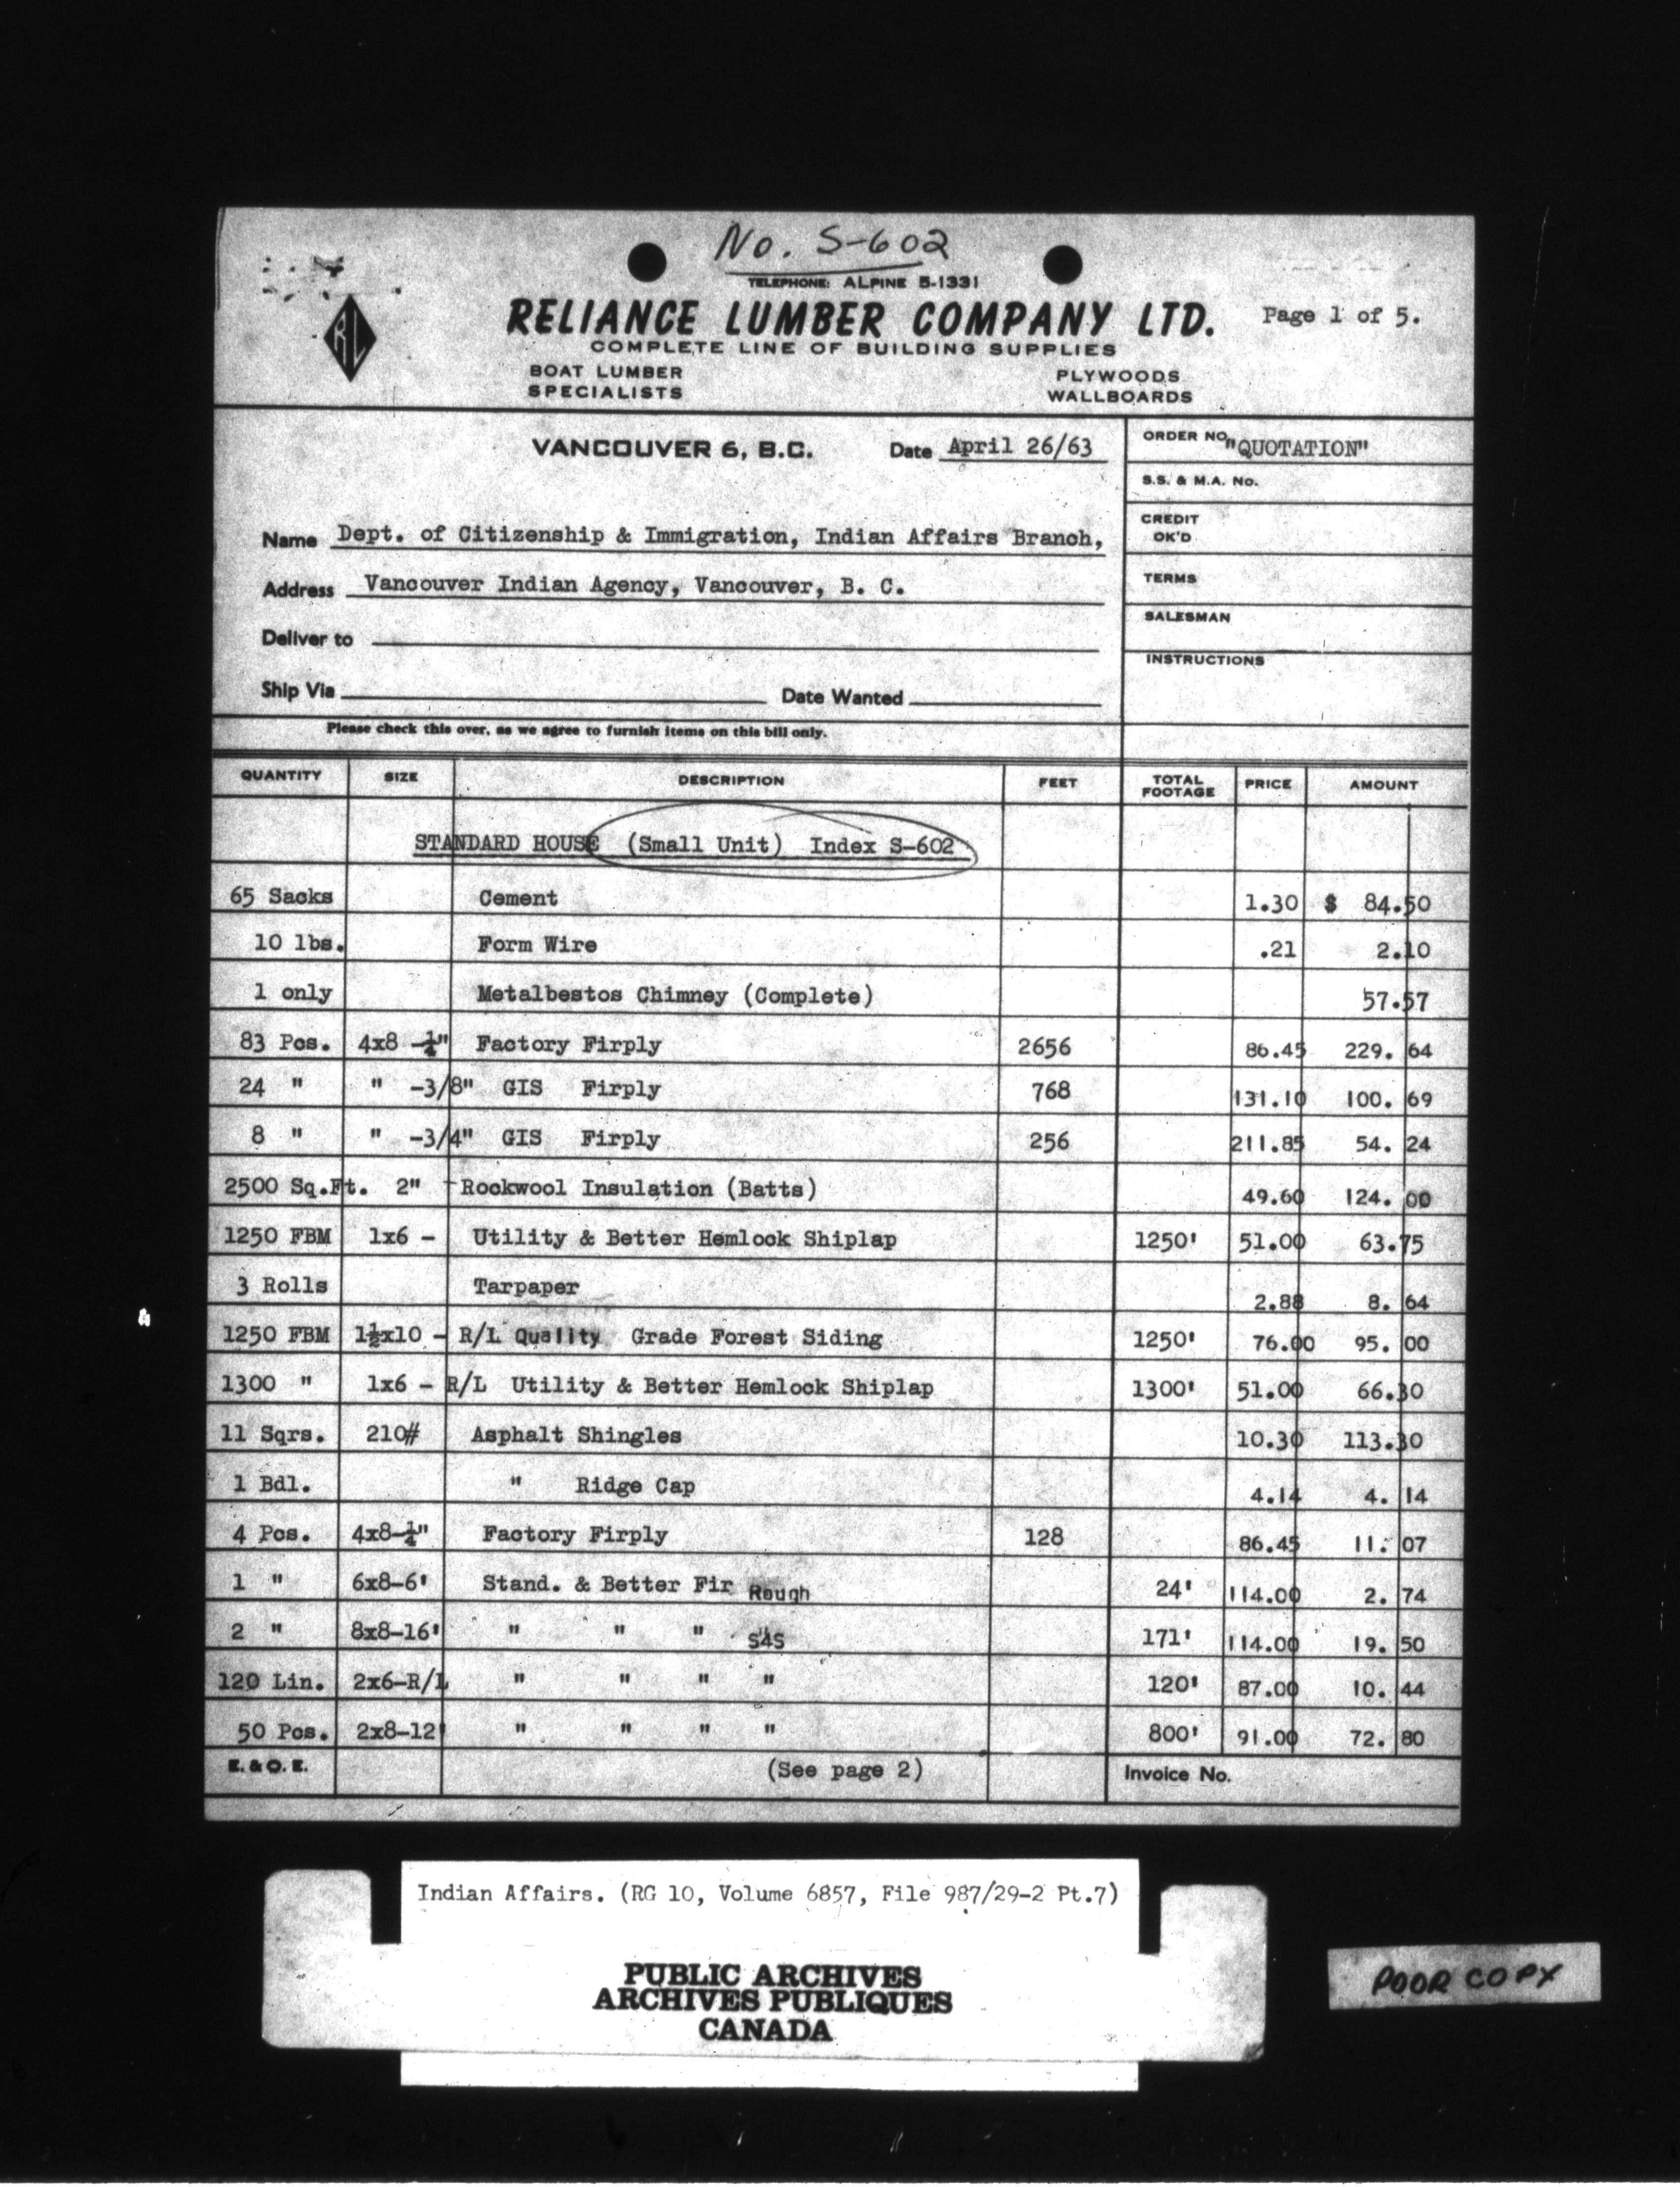 No. S-602
TELEPHONE: ALPINE 5-1331
RELIANCE LUMBER COMPANY LTD. Page 1 of 5.
COMPLETE LINE OF BUILDING SUPPLIES
BOAT LUMBER SPECIALISTS PLYWOODS WALLBOARDS
RL
VANCOUVER 6, B.C. Date April 26/63
ORDER NO. "QUOTATION"
S.S. & M.A. No.
CREDIT OK'D
TERMS
SALESMAN
INSTRUCTIONS
Name Dept. of Citizenship & Immigration, Indian Affairs Branch,
Address Vancouver Indian Agency, Vancouver, B. C.
Deliver to
Ship Via Date Wanted
Please check this over, as we agree to furnish items on this bill only.
QUANTITY SIZE DESCRIPTION FEET TOTAL FOOTAGE PRICE AMOUNT
STANDARD HOUSE (Small Unit) Index S-602
65 Sacks Cement 1.30 $ 84.50
10 lbs. Form Wire .21 2.10
1 only Metalbestos Chimney (Complete) 57.57
83 Pcs. 4x8 -¼" Factory Firply 2656 86.45 229. 64
24 " " -3/8" GIS Firply 768 131.10 100. 69
8 " " -3/4" GIS Firply 256 211.85 54. 24
2500 Sq.Ft. 2" Rockwool Insulation (Batts) 49.60 124. 00
1250 FBM 1x6 - Utility & Better Hemlock Shiplap 1250' 51.00 63.75
3 Rolls Tarpaper 2.88 8. 64
1250 FBM 1½x10 - R/L Quality Grade Forest Siding 1250' 76.00 95. 00
1300 " 1x6 - R/L Utility & Better Hemlock Shiplap 1300' 51.00 66.30
11 Sqrs. 210# Asphalt Shingles 10.30 113.30
1 Bdl. " Ridge Cap 4.14 4. 14
4 Pcs. 4x8-¼" Factory Firply 128 86.45 11. 07
1 " 6x8-6' Stand. & Better Fir Rough 24' 114.00 2. 74
2 " 8x8-16' " " " S4S 171' 114.00 19. 50
120 Lin. 2x6-R/L " " " " 120' 87.00 10. 44
50 Pcs. 2x8-12' " " " " 800' 91.00 72. 80
E. & O. E. (See page 2) Invoice No.
Indian Affairs. (RG 10, Volume 6857, File 987/29-2 Pt.7)
PUBLIC ARCHIVES
ARCHIVES PUBLIQUES
CANADA
POOR COPY